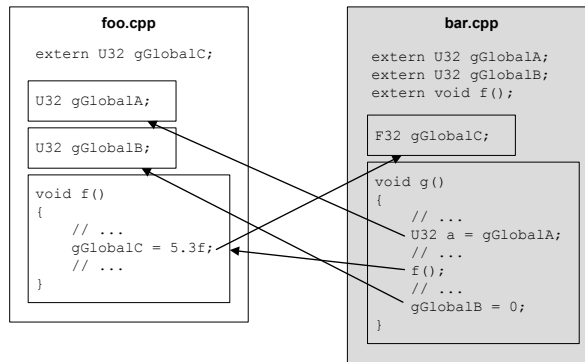 foo.cpp
extern U32 gGlobalC;
U32 gGlobalA;
U32 gGlobalB;
void f()
{
// ...
gGlobalC = 5.3f;
// ...
}
bar.cpp
extern U32 gGlobalA;
extern U32 gGlobalB;
extern void f();
F32 gGlobalC;
void g()
{
// ...
U32 a = gGlobalA;
// ...
f();
// ...
gGlobalB = 0;
}